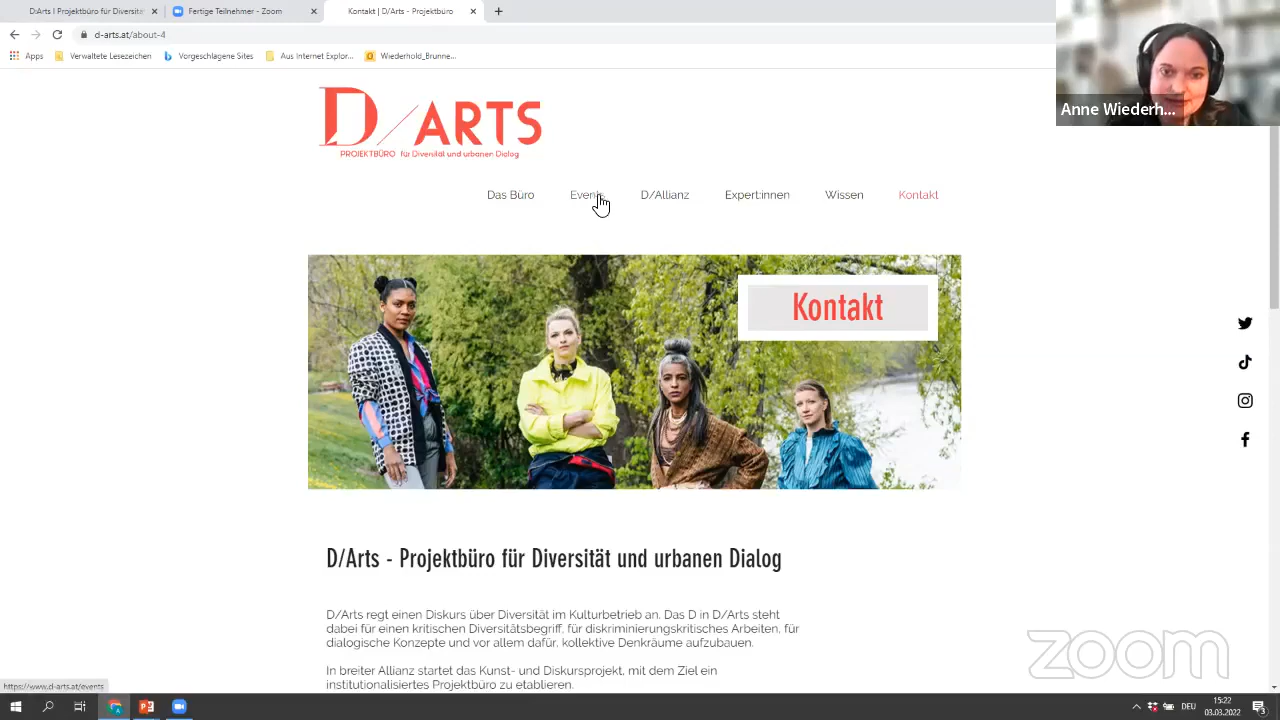 D/Arts I Projektbüro für Diversität
Fertige Teilnehmer - Zoom
Kontakt | D/Arts - Projektbüro
d-arts.at/about-4
Apps
Verwaltete Lesezeichen
Vorgeschlagene Sites
Aus Internet Explor...
Wiederhold_Brunne...
Anne Wiederh...
D/ARTS
PROJEKTBÜRO für Diversität und urbanen Dialog
Das Büro
Events
D/Allianz
Expert:innen
Wissen
Kontakt
Kontakt
D/Arts - Projektbüro für Diversität und urbanen Dialog
D/Arts regt einen Diskurs über Diversität im Kulturbetrieb an. Das D in D/Arts steht
dabei für einen kritischen Diversitätsbegriff, für diskriminierungskritisches Arbeiten, für
dialogische Konzepte und vor allem dafür, kollektive Denkräume aufzubauen.
In breiter Allianz startet das Kunst- und Diskursprojekt, mit dem Ziel ein
institutionalisiertes Projektbüro zu etablieren.
zoom
https://www.d-arts.at/events
DEU
15:22
03.03.2022
3